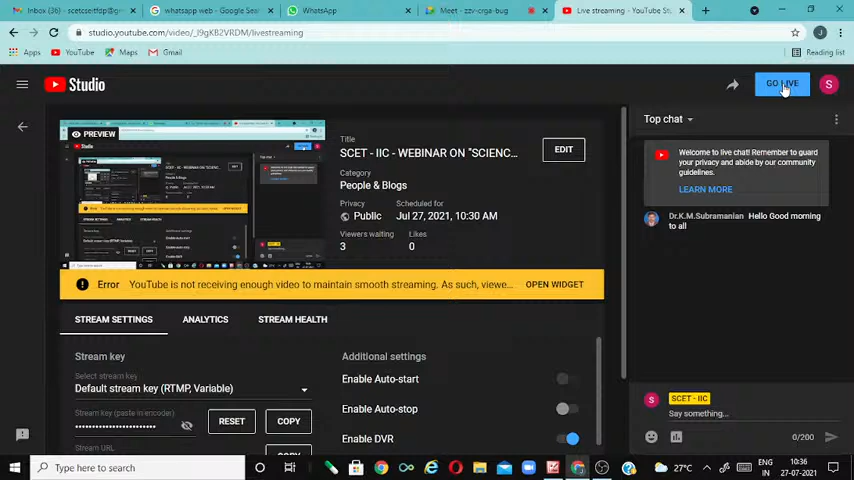 Inbox (36) - scetcseitfdp@gr
whatsapp web - Google Sea
WhatsApp
Meet - zzv-crga-bug
Live streaming - YouTube St
studio.youtube.com/video/_I9gKB2VRDM/livestreaming
Apps
YouTube
Maps
Gmail
Reading list
Studio
GO LIVE
S
PREVIEW
Title
SCET - IIC - WEBINAR ON "SCIENC...
EDIT
Category
People & Blogs
Privacy
Scheduled for
Public
Jul 27, 2021, 10:30 AM
Viewers waiting
Likes
3
0
Error
YouTube is not receiving enough video to maintain smooth streaming. As such, viewe...
OPEN WIDGET
STREAM SETTINGS
ANALYTICS
STREAM HEALTH
Stream key
Select stream key
Default stream key (RTMP, Variable)
Stream key (paste in encoder)
RESET
COPY
Stream URL
COPY
Additional settings
Enable Auto-start
Enable Auto-stop
Enable DVR
Top chat
Welcome to live chat! Remember to guard
your privacy and abide by our community
guidelines.
LEARN MORE
Dr.K.M.Subramanian Hello Good morning
to all
S
SCET - IIC
Say something...
0/200
Type here to search
27°C
ENG
IN
10:36
27-07-2021